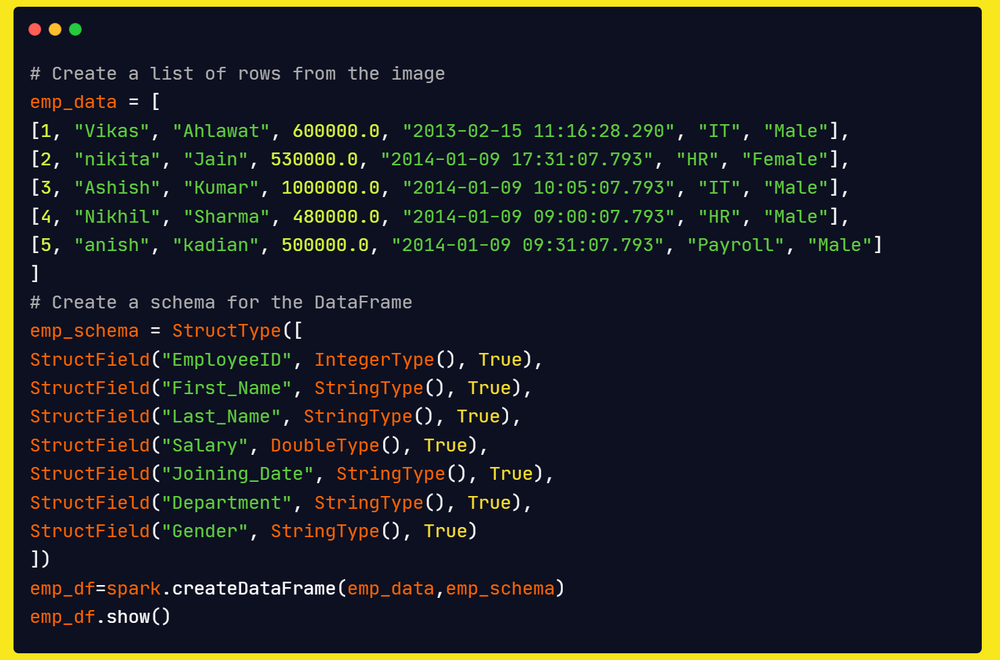 # Create a list of rows from the image
emp_data = [
[1, "Vikas", "Ahlawat", 600000.0, "2013-02-15 11:16:28.290", "IT", "Male"],
[2, "nikita", "Jain", 530000.0, "2014-01-09 17:31:07.793", "HR", "Female"],
[3, "Ashish", "Kumar", 1000000.0, "2014-01-09 10:05:07.793", "IT", "Male"],
[4, "Nikhil", "Sharma", 480000.0, "2014-01-09 09:00:07.793", "HR", "Male"],
[5, "anish", "kadian", 500000.0, "2014-01-09 09:31:07.793", "Payroll", "Male"]
]
# Create a schema for the DataFrame
emp_schema = StructType([
StructField("EmployeeID", IntegerType(), True),
StructField("First_Name", StringType(), True),
StructField("Last_Name", StringType(), True),
StructField("Salary", DoubleType(), True),
StructField("Joining_Date", StringType(), True),
StructField("Department", StringType(), True),
StructField("Gender", StringType(), True)
])
emp_df=spark.createDataFrame(emp_data,emp_schema)
emp_df.show()